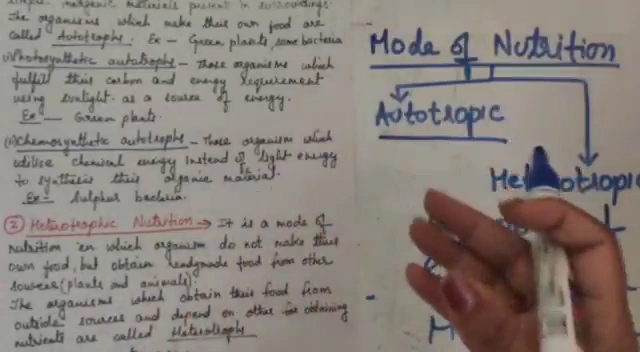 simple inorganic materials present in surroundings.
The organisms which make their own food are
called Autotrophs. Ex - Green plants, some bacteria
(i) Photosynthetic autotrophs - Those organisms which
fulfill their carbon and energy requirement
using sunlight as a source of energy.
Ex - Green plants.
(ii) Chemosynthetic autotrophs - Those organism which
utilise chemical energy instead of light energy
to synthesis their organic material.
Ex - Sulphur bacteria.
② Heterotrophic Nutrition → It is a mode of
nutrition in which organism do not make their
own food, but obtain readymade food from other
sources (plants and animals).
The organisms which obtain their food from
outside sources and depend on other for obtaining
nutrients are called Heterotrophs
Mode of Nutrition
Autotropic